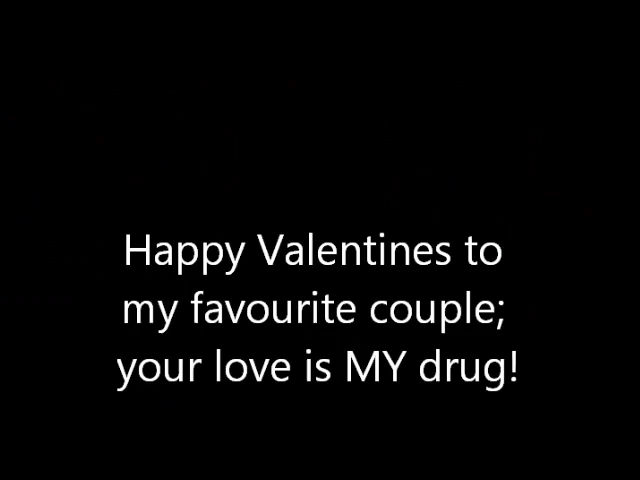 Happy Valentines to
my favourite couple;
your love is MY drug!